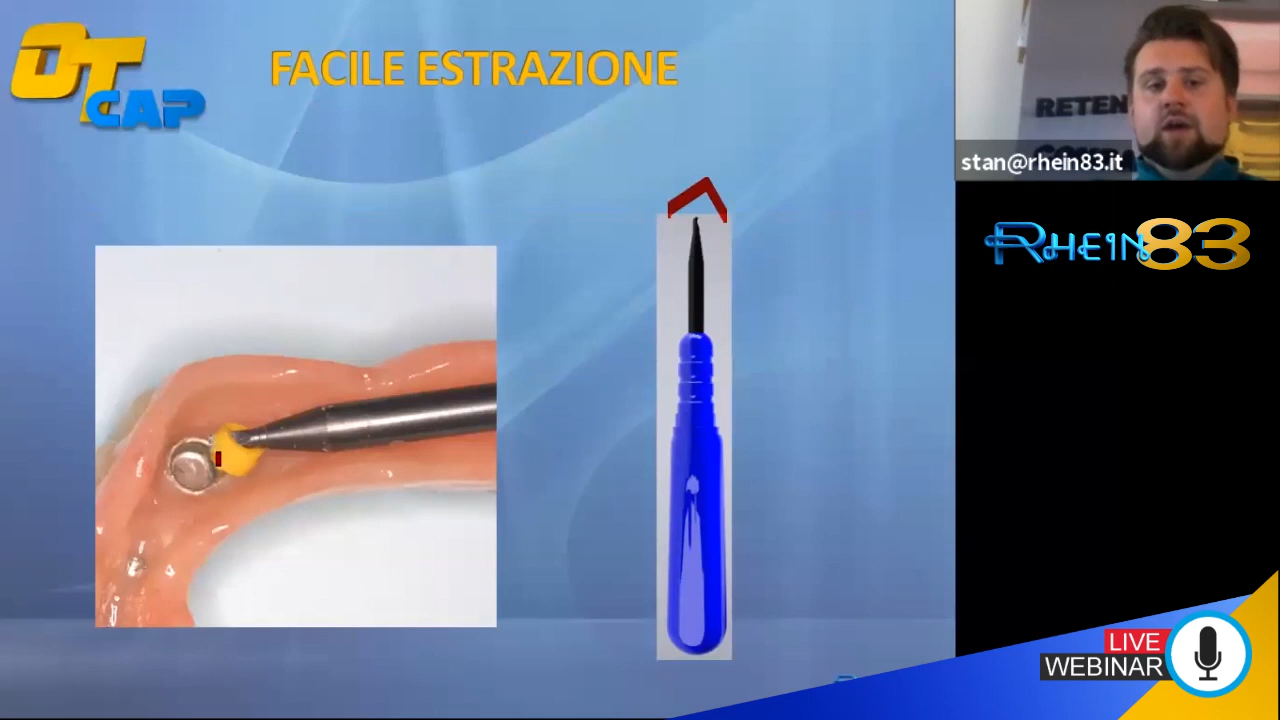 OT
CAP
FACILE ESTRAZIONE
RETEN
stan@rhein83.it
RHEIN83
LIVE
WEBINAR